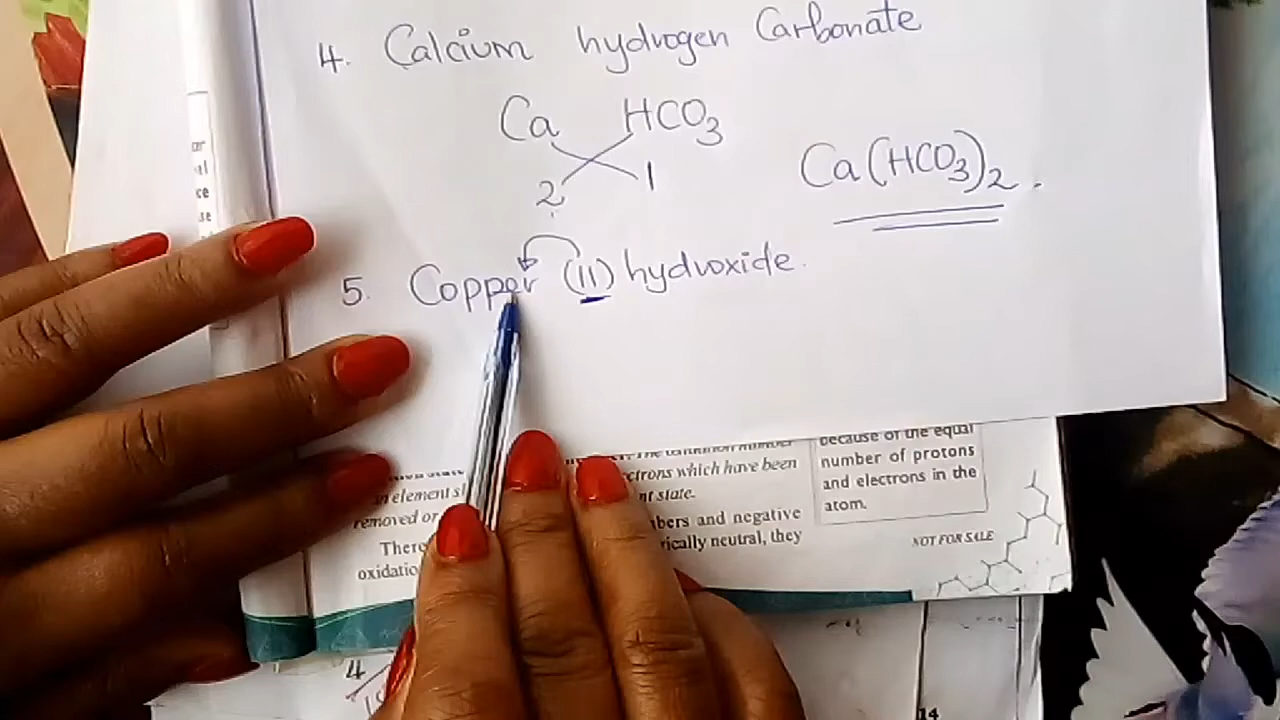 4. Calcium hydrogen Carbonate
Ca HCO3
2 1
Ca(HCO3)2.
5. Copper (II) hydroxide.
ctrons which have been
an element
nt state.
removed or
bers and negative
There
rically neutral, they
because of the equal
number of protons
and electrons in the
atom.
NOT FOR SALE
4
14